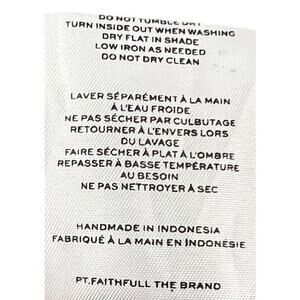 DO NOT TUMBLE DRY
TURN INSIDE OUT WHEN WASHING
DRY FLAT IN SHADE
LOW IRON AS NEEDED
DO NOT DRY CLEAN
LAVER SÉPARÉMENT À LA MAIN
À L'EAU FROIDE
NE PAS SÉCHER PAR CULBUTAGE
RETOURNER À L'ENVERS LORS
DU LAVAGE
FAIRE SÉCHER À PLAT À L'OMBRE
REPASSER À BASSE TEMPÉRATURE
AU BESOIN
NE PAS NETTROYER À SEC
HANDMADE IN INDONESIA
FABRIQUÉ À LA MAIN EN INDONÉSIE
PT.FAITHFULL THE BRAND